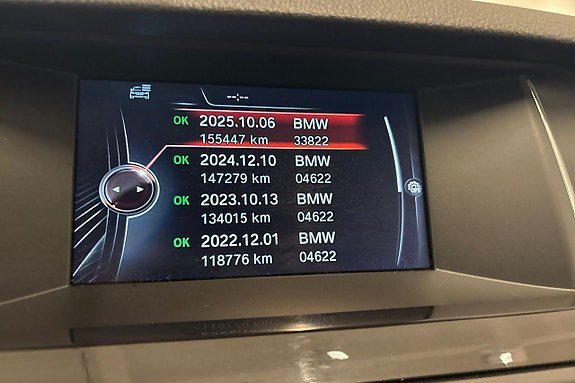 --:--
OK 2025.10.06 BMW
155447 km 33822
OK 2024.12.10 BMW
147279 km 04622
OK 2023.10.13 BMW
134015 km 04622
OK 2022.12.01 BMW
118776 km 04622